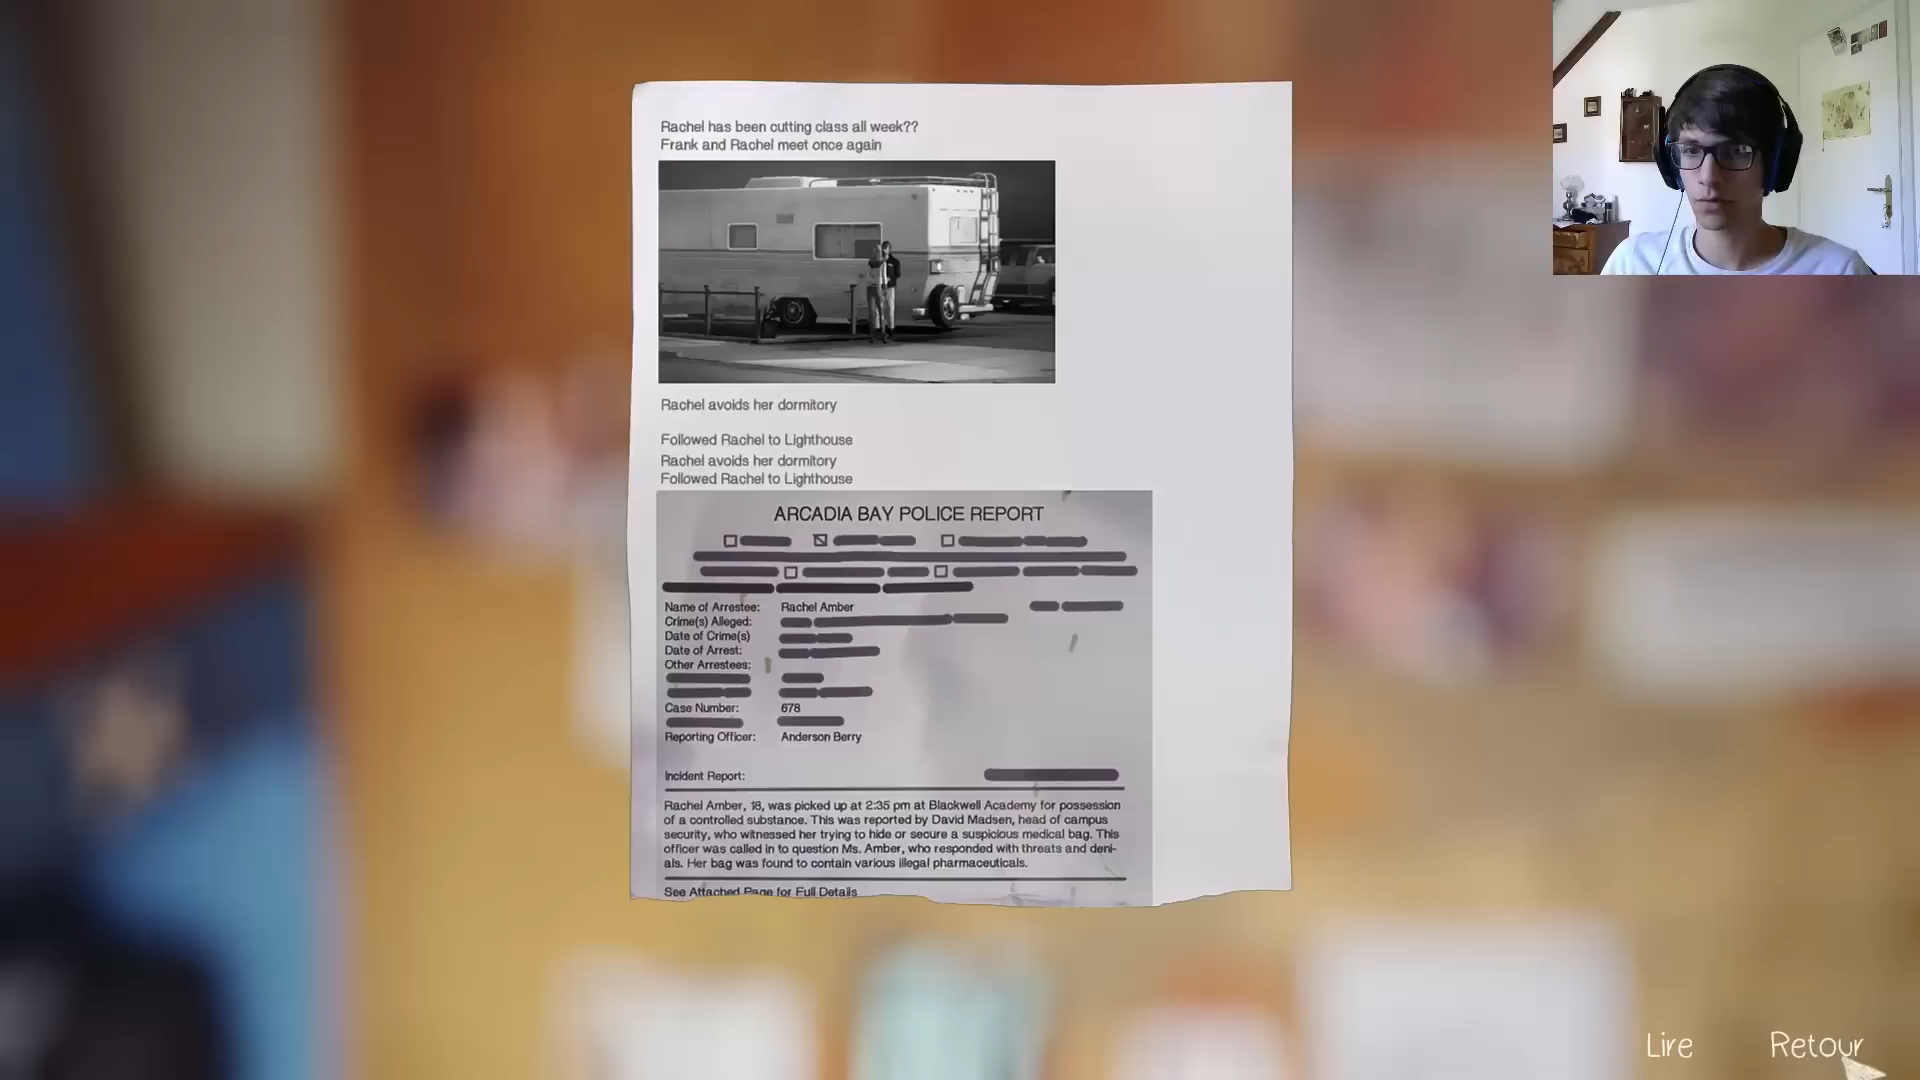 Rachel has been cutting class all week??
Frank and Rachel meet once again
Rachel avoids her dormitory
Followed Rachel to Lighthouse
Rachel avoids her dormitory
Followed Rachel to Lighthouse
ARCADIA BAY POLICE REPORT
Name of Arrestee: Rachel Amber
Crime(s) Alleged:
Date of Crime(s)
Date of Arrest:
Other Arrestees:
Case Number: 678
Reporting Officer: Anderson Berry
Incident Report:
Rachel Amber, 18, was picked up at 2:35 pm at Blackwell Academy for possession
of a controlled substance. This was reported by David Madsen, head of campus
security, who witnessed her trying to hide or secure a suspicious medical bag. This
officer was called in to question Ms. Amber, who responded with threats and deni-
als. Her bag was found to contain various illegal pharmaceuticals.
See Attached Page for Full Details
Lire Retour